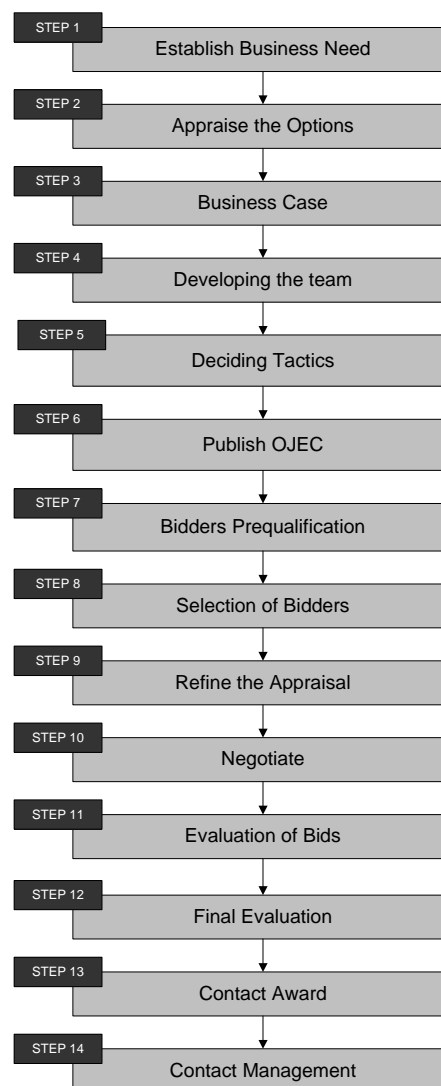 STEP 1
Establish Business Need
STEP 2
Appraise the Options
STEP 3
Business Case
STEP 4
Developing the team
STEP 5
Deciding Tactics
STEP 6
Publish OJEC
STEP 7
Bidders Prequalification
STEP 8
Selection of Bidders
STEP 9
Refine the Appraisal
STEP 10
Negotiate
STEP 11
Evaluation of Bids
STEP 12
Final Evaluation
STEP 13
Contact Award
STEP 14
Contact Management